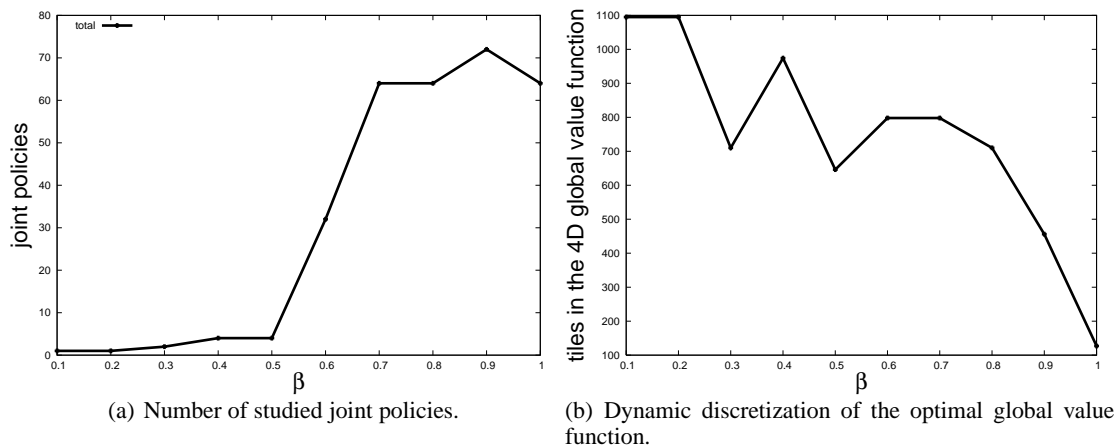 total
80
70
60
50
40
30
20
10
0
joint policies
0.1 0.2 0.3 0.4 0.5 0.6 0.7 0.8 0.9 1
β
(a) Number of studied joint policies.
1100
1000
900
800
700
600
500
400
300
200
100
tiles in the 4D global value function
0.1 0.2 0.3 0.4 0.5 0.6 0.7 0.8 0.9 1
β
(b) Dynamic discretization of the optimal global value
function.